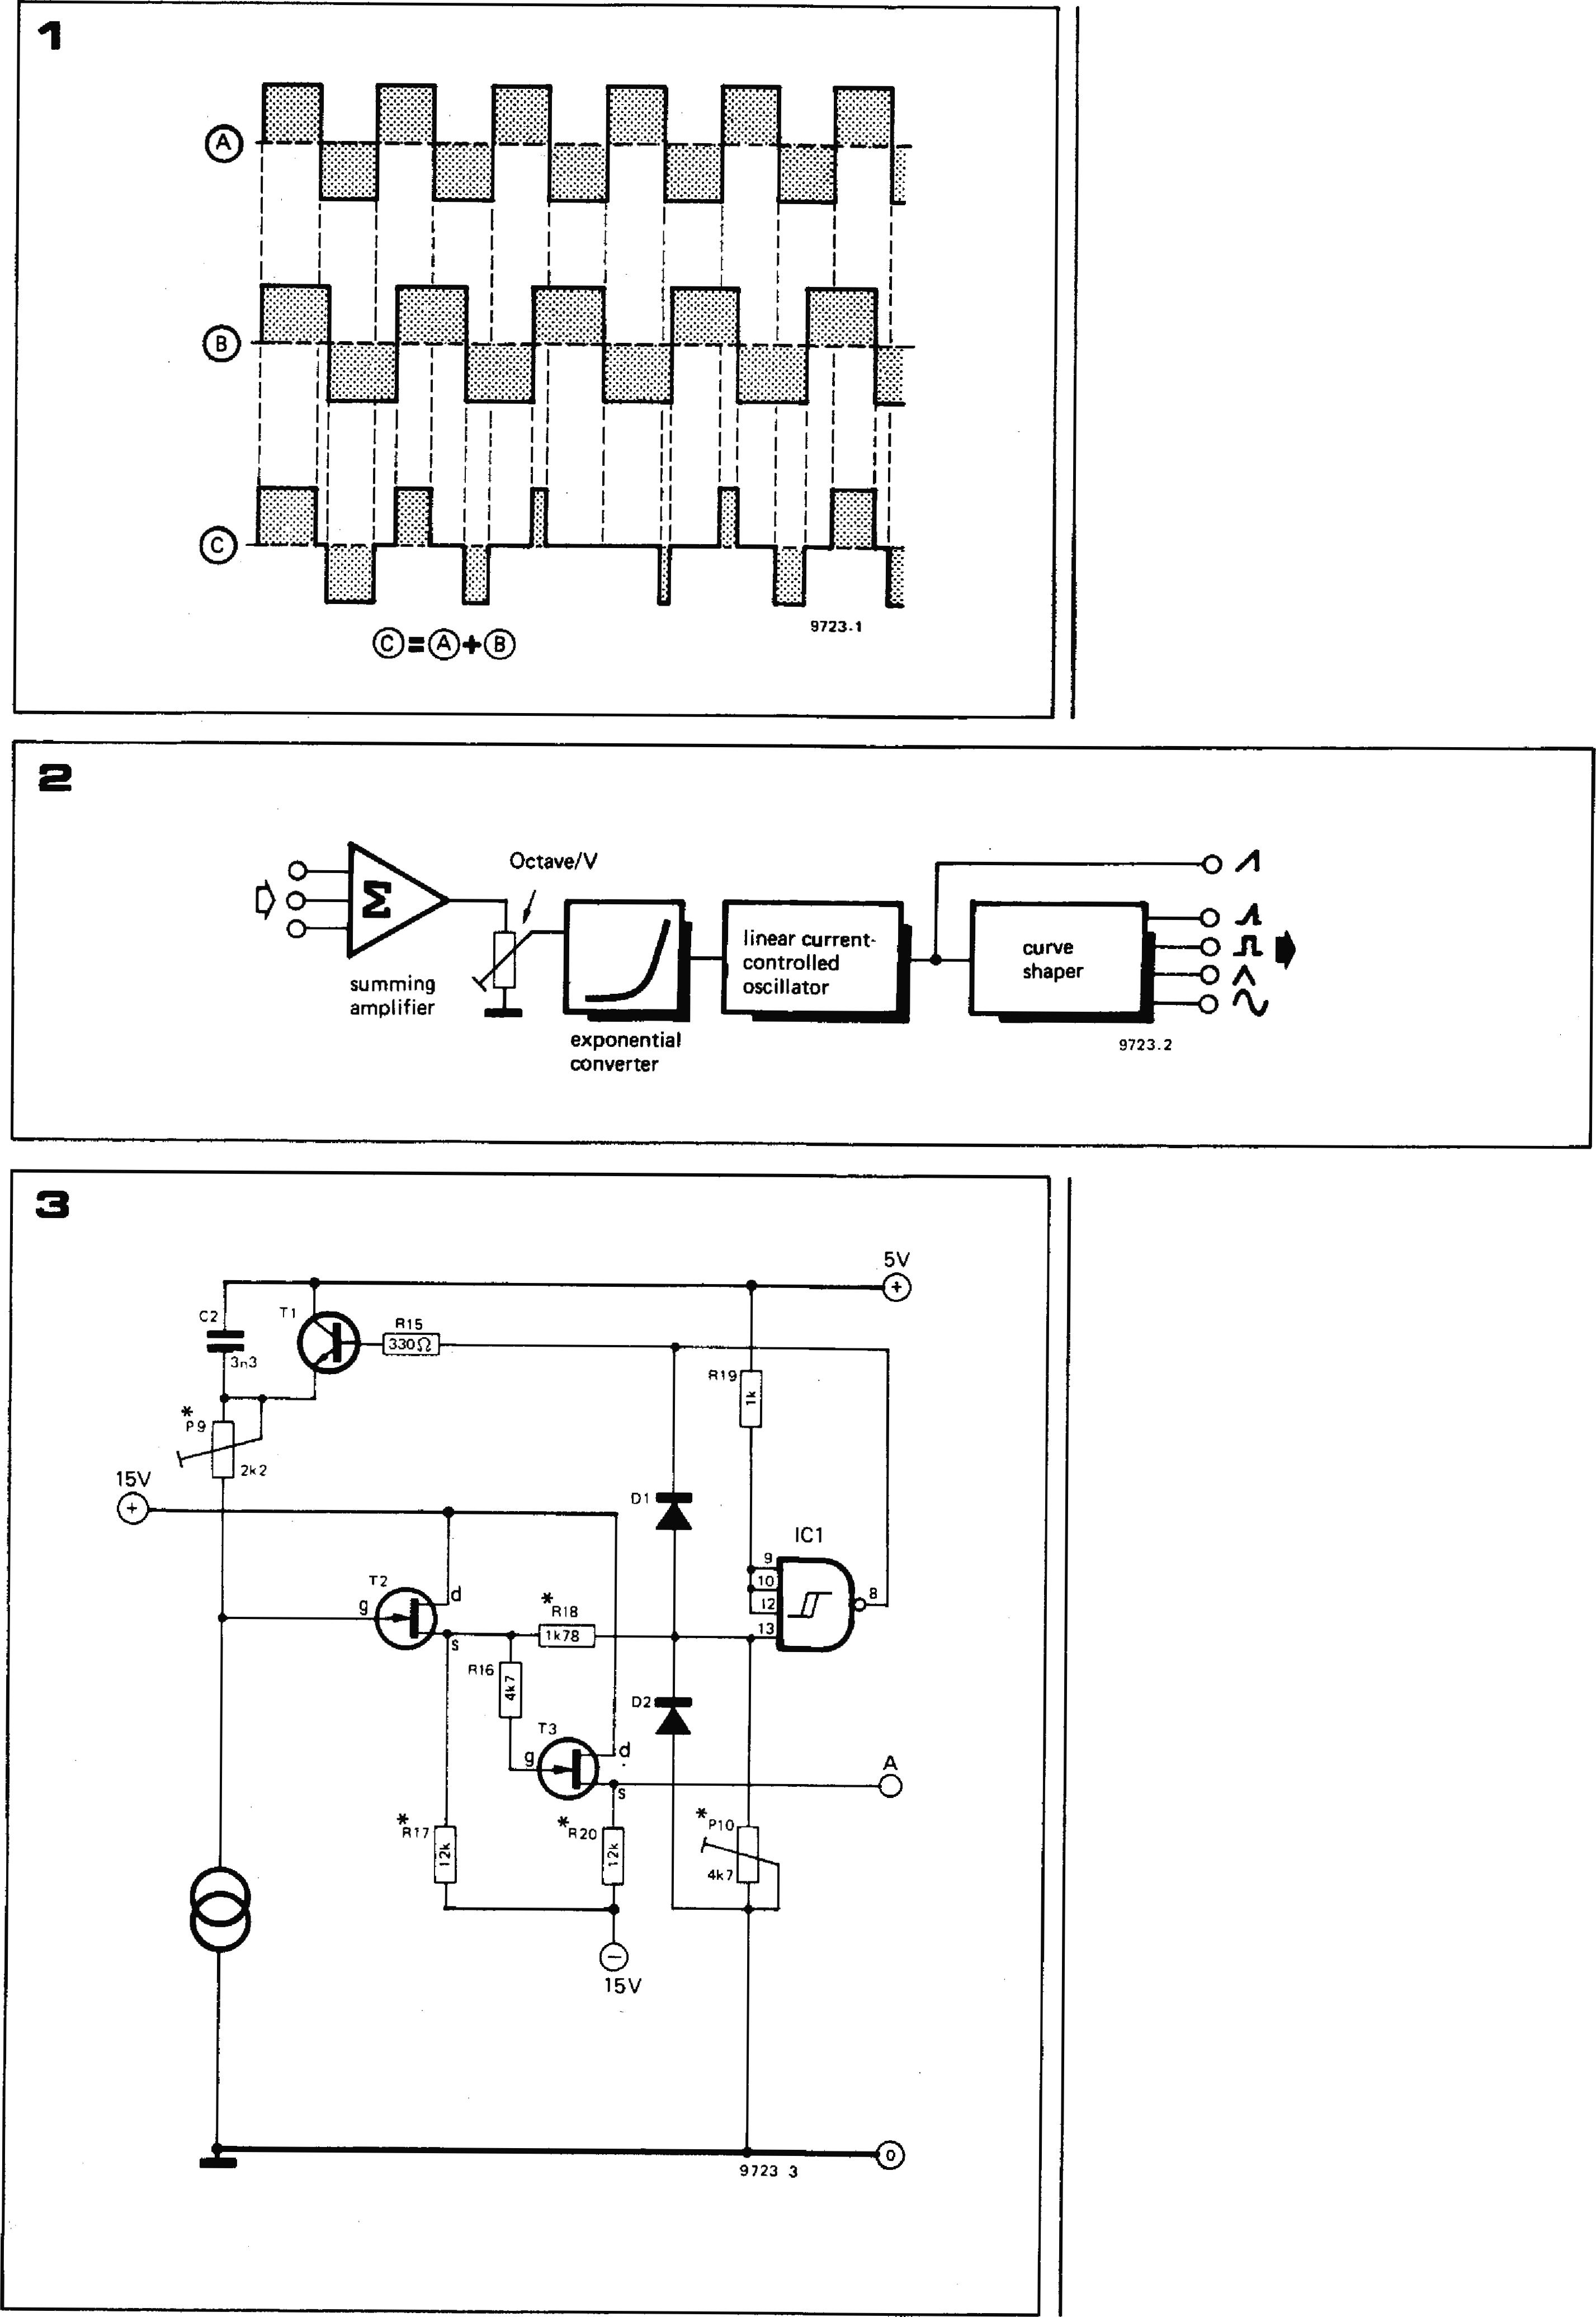 1
A
B
C
C = A + B
9723-1
2
Octave/V
Σ
summing
amplifier
exponential
converter
linear current-
controlled
oscillator
curve
shaper
9723.2
3
5V
+
C2
3n3
T1
R15
330Ω
R19
1k
*
P9
2k2
15V
+
D1
IC1
9
10
12
13
8
T2
g
d
s
*
R18
1k78
R16
4k7
D2
T3
g
d
s
A
*
R17
12k
*
R20
12k
*
P10
4k7
−
15V
0
9723 3